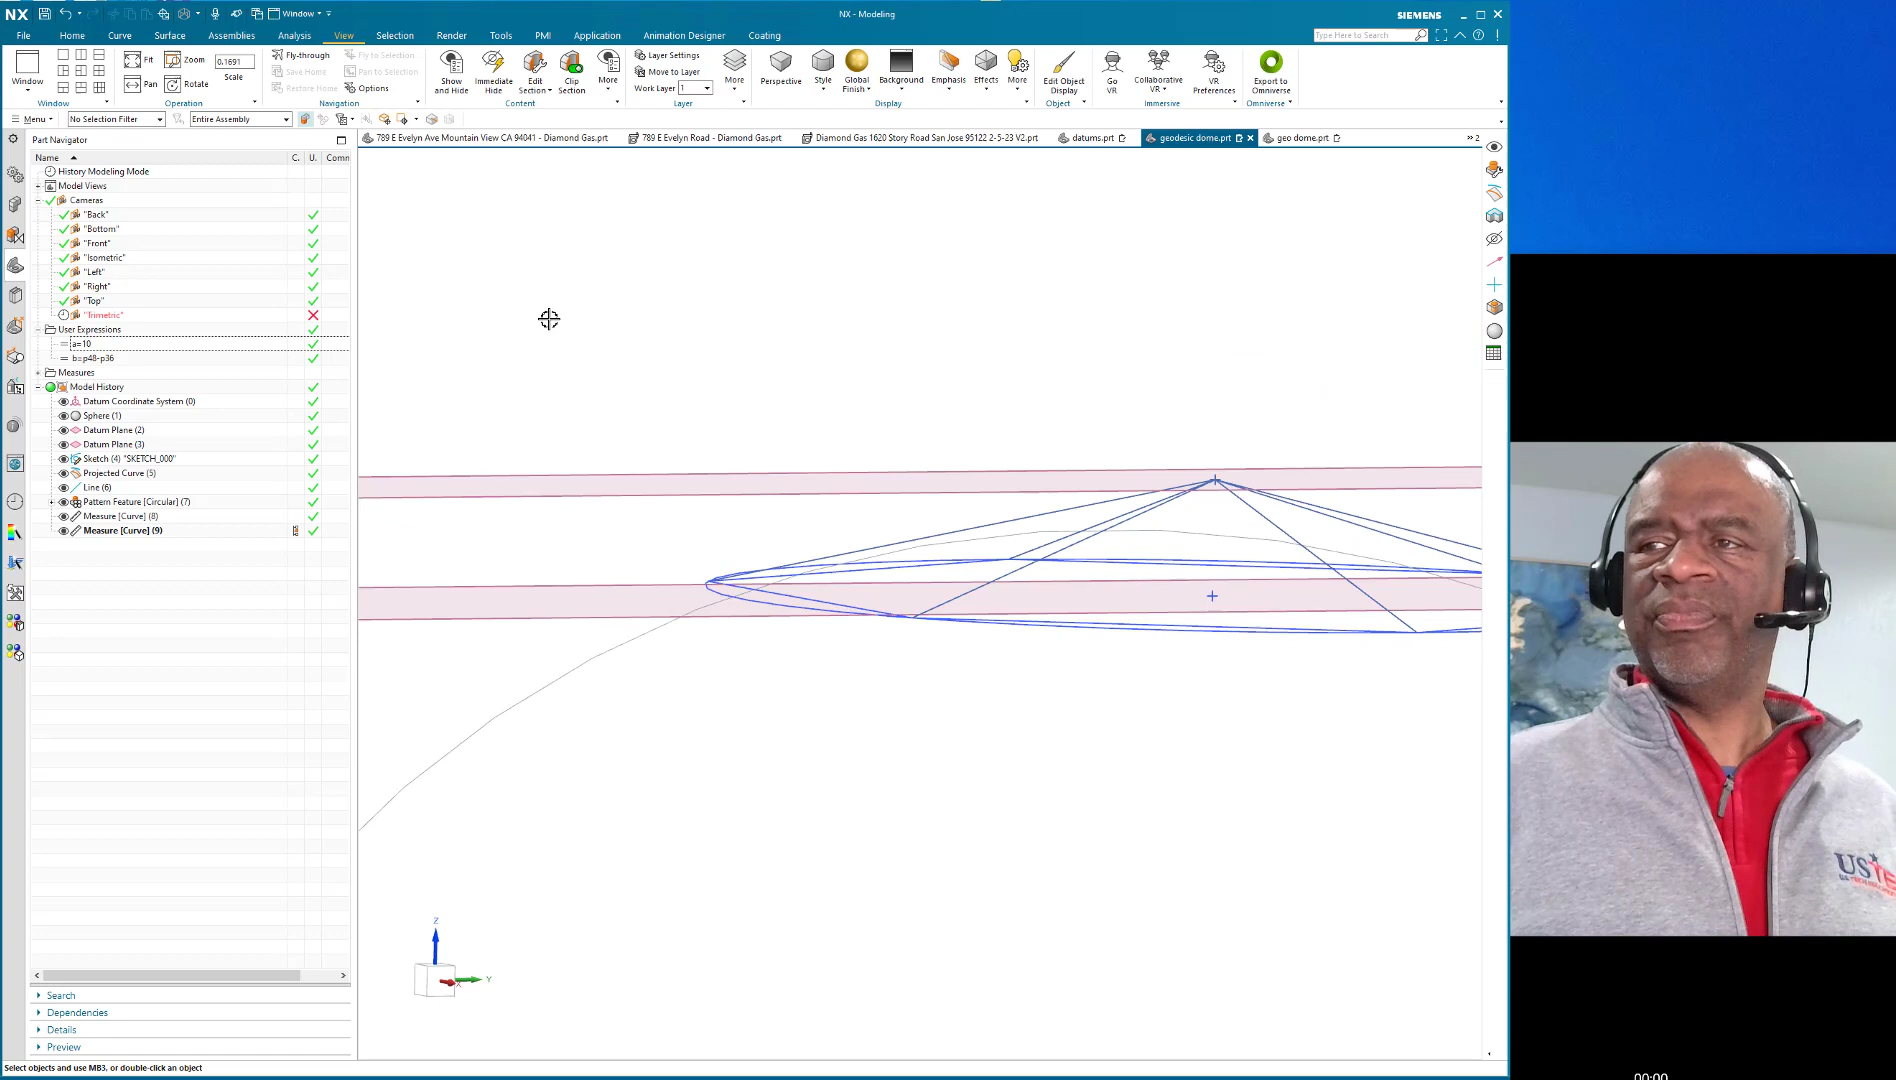 NX
Window
NX - Modeling
SIEMENS
File
Home
Curve
Surface
Assemblies
Analysis
View
Selection
Render
Tools
PMI
Application
Animation Designer
Coating
Type Here to Search
Window
Fit
Zoom
0.1691
Pan
Rotate
Scale
Fly-through
Save Home
Restore Home
Fly to Selection
Pan to Selection
Options
Show and Hide
Immediate Hide
Edit Section
Clip Section
More
Layer Settings
Move to Layer
Work Layer 1
More
Perspective
Style
Global Finish
Background
Emphasis
Effects
More
Edit Object Display
Go VR
Collaborative VR
VR Preferences
Export to Omniverse
Window
Operation
Navigation
Content
Layer
Display
Object
Immersive
Omniverse
Menu
No Selection Filter
Entire Assembly
Part Navigator
789 E Evelyn Ave Mountain View CA 94041 - Diamond Gas.prt
789 E Evelyn Road - Diamond Gas.prt
Diamond Gas 1620 Story Road San Jose 95122 2-5-23 V2.prt
datums.prt
geodesic dome.prt
geo dome.prt
2
Name
C.
U.
Comm
History Modeling Mode
Model Views
Cameras
"Back"
"Bottom"
"Front"
"Isometric"
"Left"
"Right"
"Top"
"Trimetric"
User Expressions
a=10
b=p48-p36
Measures
Model History
Datum Coordinate System (0)
Sphere (1)
Datum Plane (2)
Datum Plane (3)
Sketch (4) "SKETCH_000"
Projected Curve (5)
Line (6)
Pattern Feature [Circular] (7)
Measure [Curve] (8)
Measure [Curve] (9)
Z
Y
X
Search
Dependencies
Details
Preview
Select objects and use MB3, or double-click an object
00:00